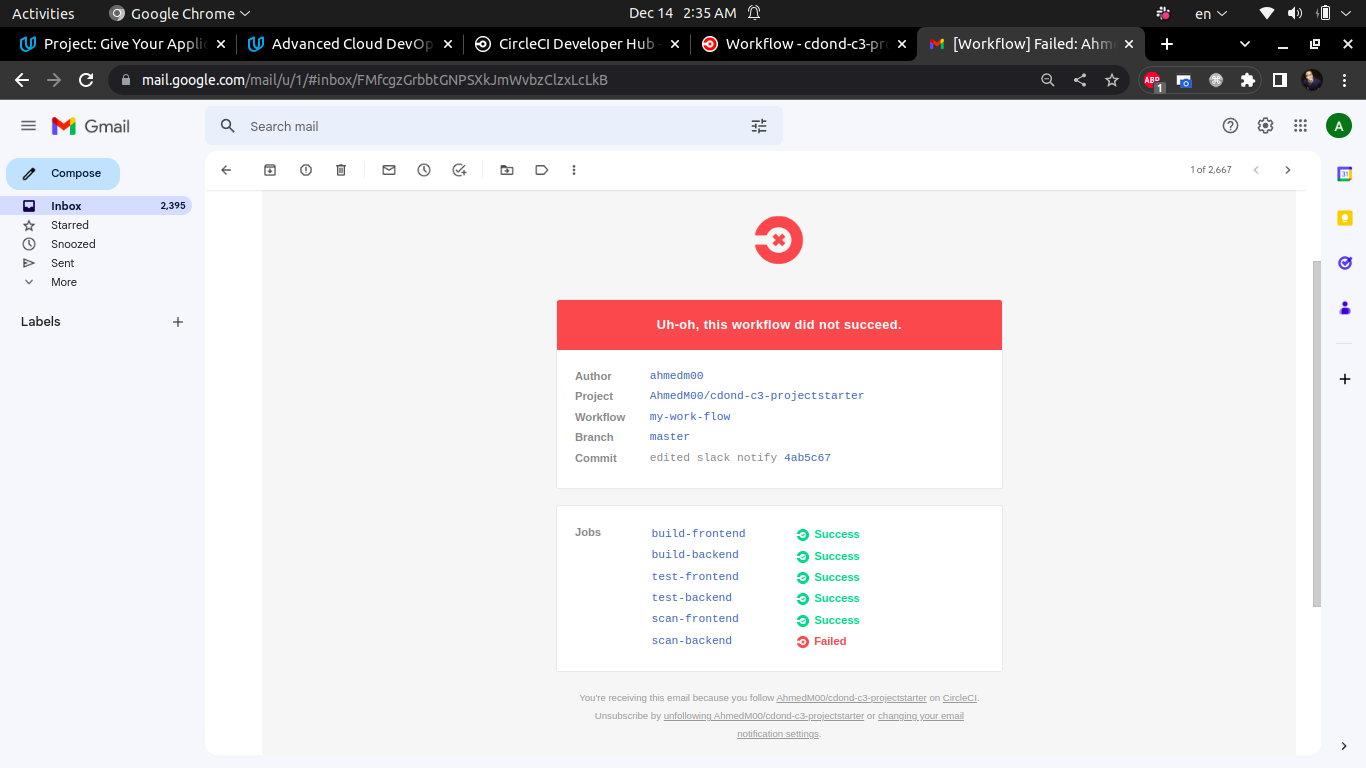 Activities Google Chrome Dec 14 2:35 AM en
Project: Give Your Applic Advanced Cloud DevOp CircleCI Developer Hub - Workflow - cdond-c3-pr [Workflow] Failed: Ahm
mail.google.com/mail/u/1/#inbox/FMfcgzGrbbtGNPSXkJmWvbzClzxLcLkB ABP 1
Gmail Search mail A
Compose 1 of 2,667
Inbox 2,395
Starred
Snoozed
Sent
More
Labels
31
Uh-oh, this workflow did not succeed.
Author ahmedm00
Project AhmedM00/cdond-c3-projectstarter
Workflow my-work-flow
Branch master
Commit edited slack notify 4ab5c67
Jobs build-frontend Success
build-backend Success
test-frontend Success
test-backend Success
scan-frontend Success
scan-backend Failed
You're receiving this email because you follow AhmedM00/cdond-c3-projectstarter on CircleCI.
Unsubscribe by unfollowing AhmedM00/cdond-c3-projectstarter or changing your email
notification settings.